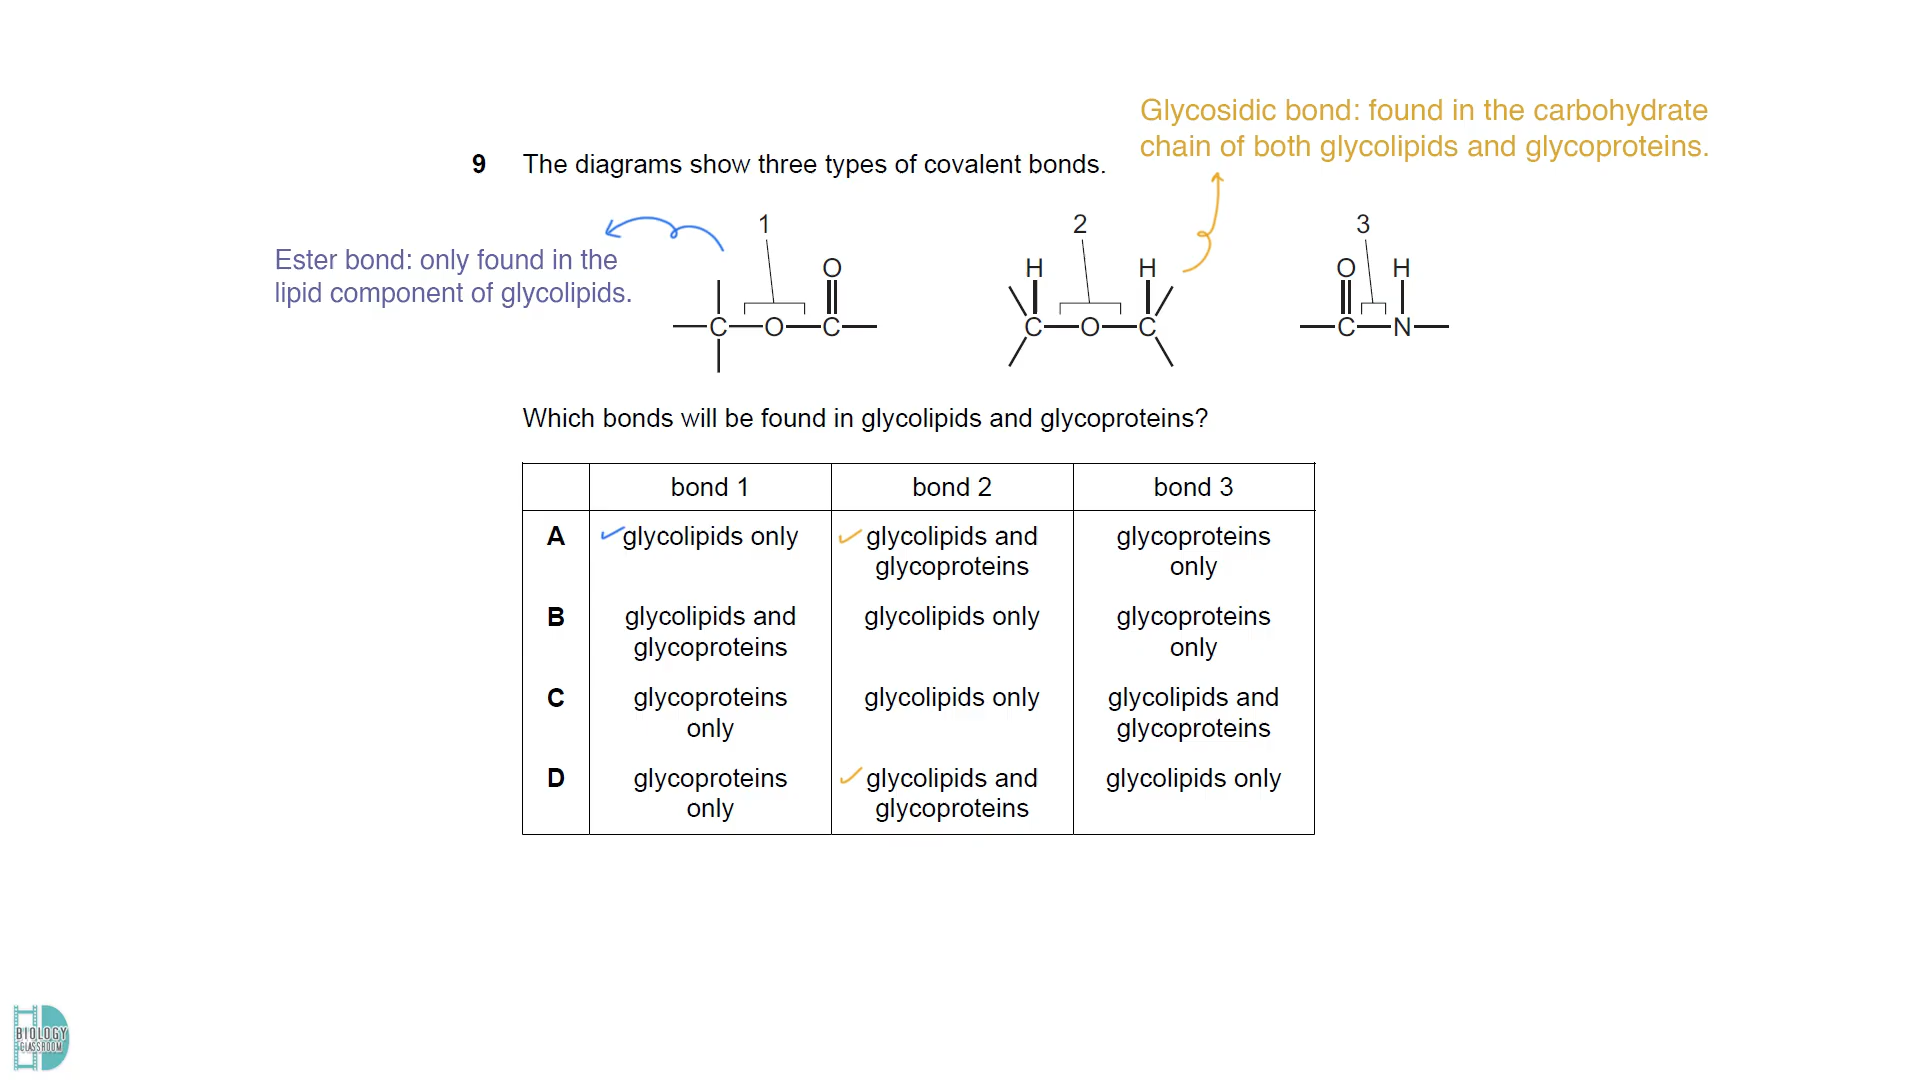 Glycosidic bond: found in the carbohydrate
chain of both glycolipids and glycoproteins.
9 The diagrams show three types of covalent bonds.
Ester bond: only found in the
lipid component of glycolipids.
1 2 3
O H H O H
C O C C O C C N
Which bonds will be found in glycolipids and glycoproteins?
bond 1 bond 2 bond 3
A glycolipids only glycolipids and glycoproteins
glycoproteins only
B glycolipids and glycolipids only glycoproteins
glycoproteins only
C glycoproteins glycolipids only glycolipids and
only glycoproteins
D glycoproteins glycolipids and glycolipids only
only glycoproteins
BIOLOGY
CLASSROOM